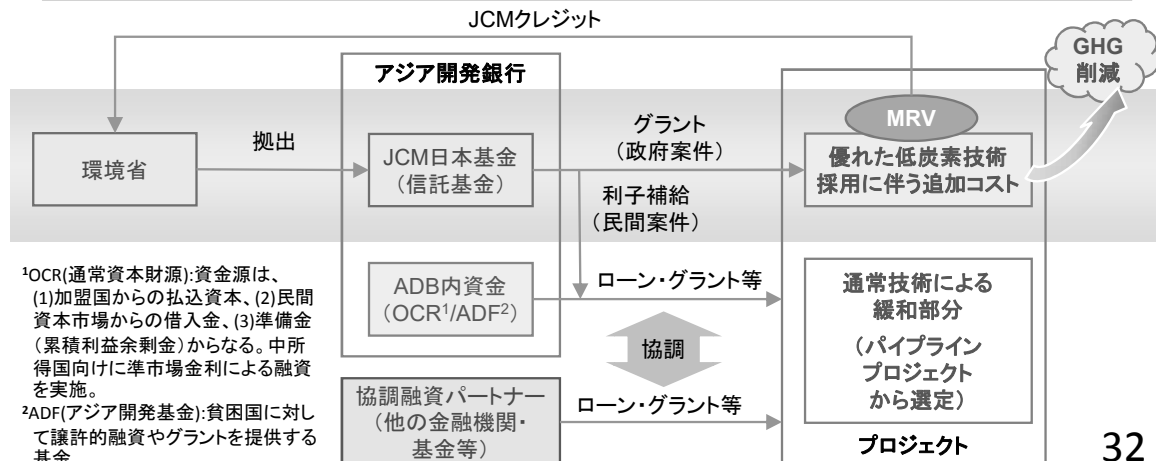 JCMクレジット
GHG
削減
アジア開発銀行
MRV
環境省
拠出
JCM日本基金
（信託基金）
グラント
（政府案件）
優れた低炭素技術
採用に伴う追加コスト
利子補給
（民間案件）
ADB内資金
（OCR¹/ADF²）
ローン・グラント等
通常技術による
緩和部分
（パイプライン
プロジェクト
から選定）
協調
協調融資パートナー
（他の金融機関・
基金等）
ローン・グラント等
プロジェクト
¹OCR(通常資本財源):資金源は、
(1)加盟国からの払込資本、(2)民間
資本市場からの借入金、(3)準備金
（累積利益余剰金）からなる。中所
得国向けに準市場金利による融資
を実施。
²ADF(アジア開発基金):貧困国に対し
て譲許的融資やグラントを提供する
基金
32